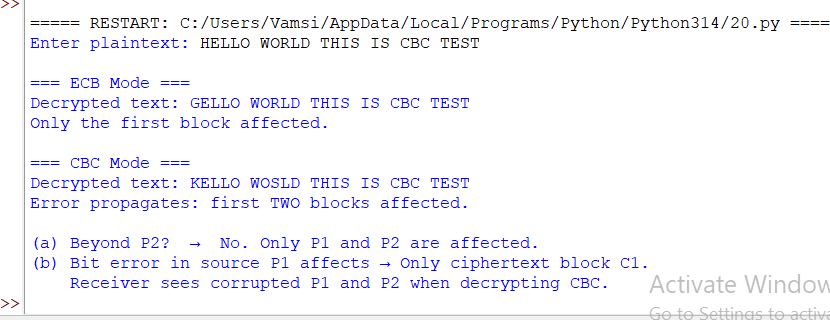 >>
===== RESTART: C:/Users/Vamsi/AppData/Local/Programs/Python/Python314/20.py ====
Enter plaintext: HELLO WORLD THIS IS CBC TEST
=== ECB Mode ===
Decrypted text: GELLO WORLD THIS IS CBC TEST
Only the first block affected.
=== CBC Mode ===
Decrypted text: KELLO WOSLD THIS IS CBC TEST
Error propagates: first TWO blocks affected.
(a) Beyond P2? → No. Only P1 and P2 are affected.
(b) Bit error in source P1 affects → Only ciphertext block C1.
Receiver sees corrupted P1 and P2 when decrypting CBC.
Activate Window
>>
Go to Settings to activa